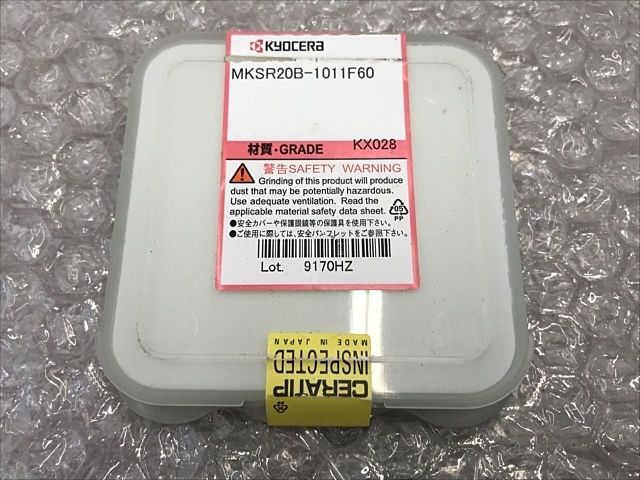 KYOCERA
MKSR20B-1011F60
材質・GRADE KX028
警告SAFETY WARNING
Grinding of this product will produce
dust that may be potentially hazardous.
Use adequate ventilation. Read the
applicable material safety data sheet.
05
PP
●安全カバーや保護眼鏡等の保護具を使用下さい。
●ご使用に際しては、安全パンフレットをご参照下さい。
Lot. 9170HZ
CERATIP
INSPECTED
MADE IN JAPAN